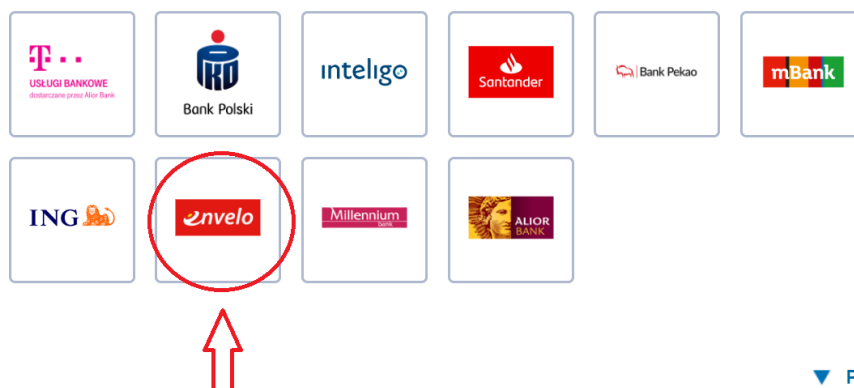 T
USŁUGI BANKOWE
dostarczane przez Alior Bank
PKO
Bank Polski
inteligo
Santander
Bank Pekao
mBank
ING
envelo
Millennium
bank
ALIOR
BANK